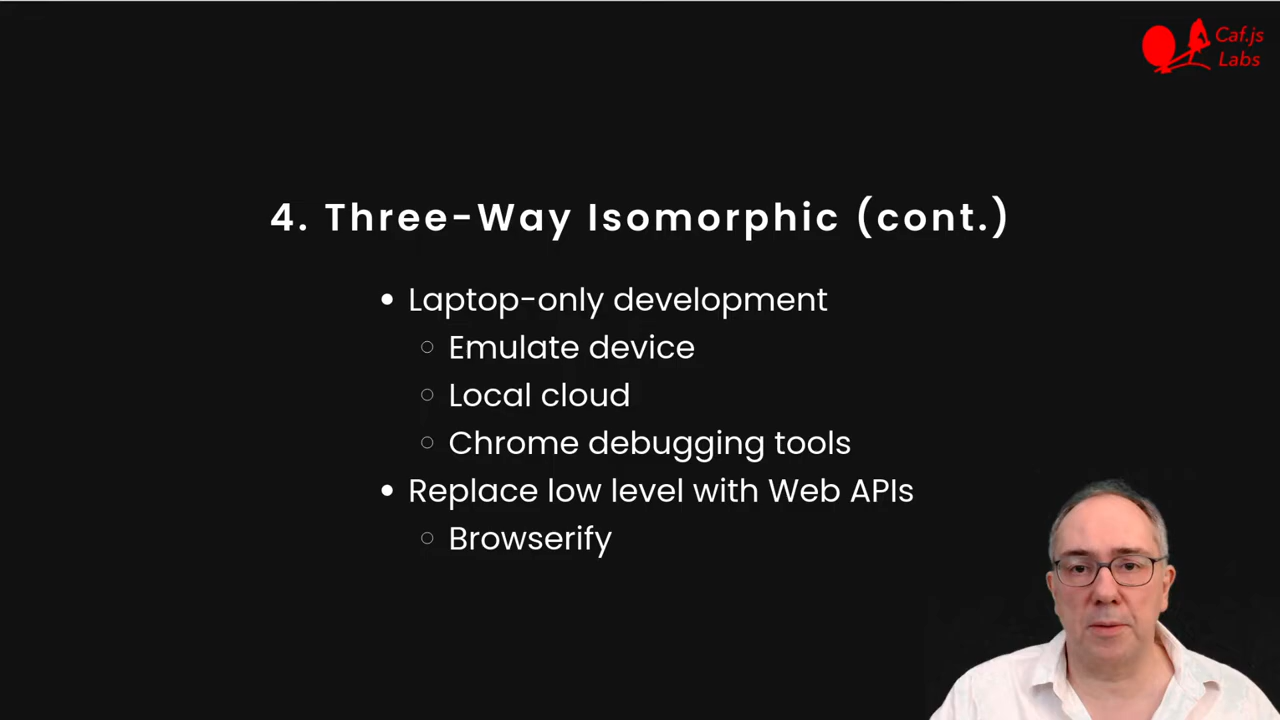 Caf.js
Labs
4. Three-Way Isomorphic (cont.)
Laptop-only development
Emulate device
Local cloud
Chrome debugging tools
Replace low level with Web APIs
Browserify